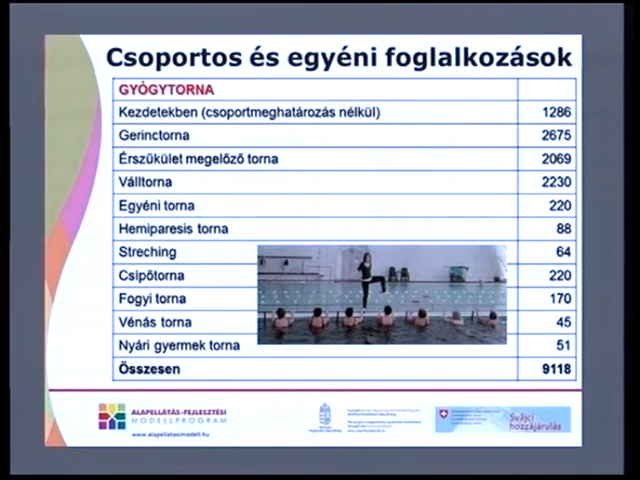 Csoportos és egyéni foglalkozások
GYÓGYTORNA
Kezdetekben (csoportmeghatározás nélkül) 1286
Gerinctorna 2675
Érszűkület megelőző torna 2069
Válltorna 2230
Egyéni torna 220
Hemiparesis torna 88
Streching 64
Csípőtorna 220
Fogyi torna 170
Vénás torna 45
Nyári gyermek torna 51
Összesen 9118
ALAPELLÁTÁS-FEJLESZTÉSI
MODELLPROGRAM
www.alapellatasmodell.hu
Svájci
hozzájárulás